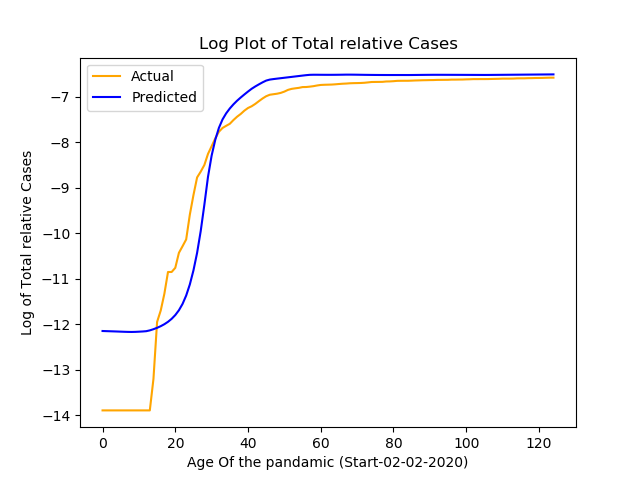 Log Plot of Total relative Cases
Actual
Predicted
Log of Total relative Cases
−7
−8
−9
−10
−11
−12
−13
−14
0 20 40 60 80 100 120
Age Of the pandamic (Start-02-02-2020)